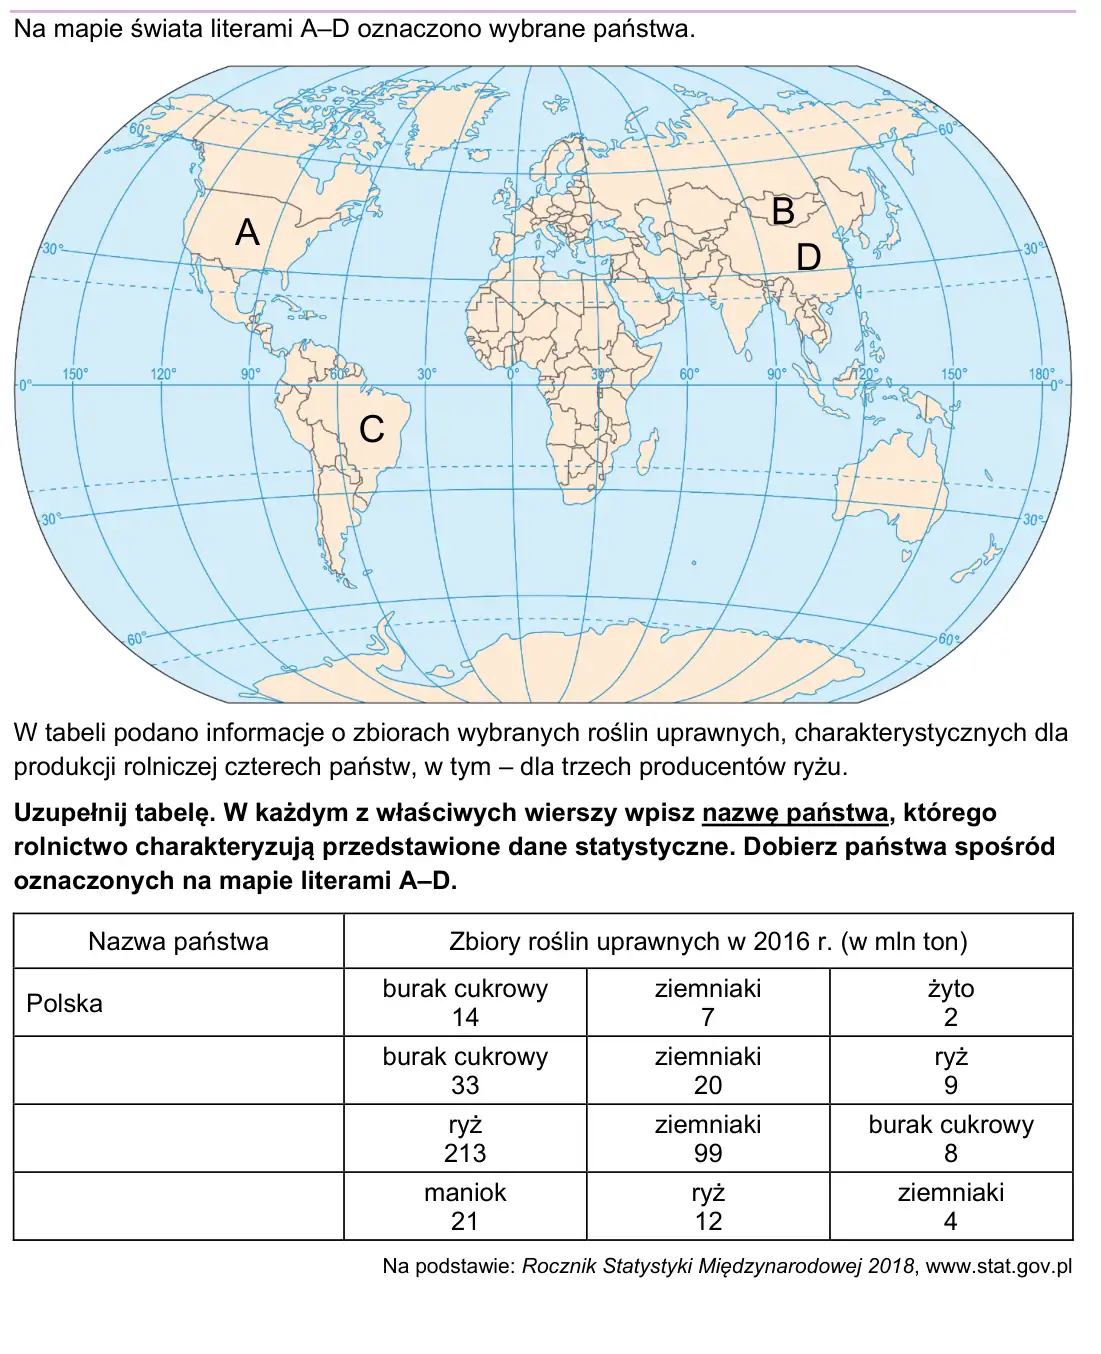 Na mapie świata literami A–D oznaczono wybrane państwa.
60°
60°
B
A
D
30°
30°
150°
120°
90°
60°
30°
0°
30°
60°
90°
120°
150°
180°
0°
0°
C
30°
30°
60°
60°
W tabeli podano informacje o zbiorach wybranych roślin uprawnych, charakterystycznych dla
produkcji rolniczej czterech państw, w tym – dla trzech producentów ryżu.
Uzupełnij tabelę. W każdym z właściwych wierszy wpisz nazwę państwa, którego
rolnictwo charakteryzują przedstawione dane statystyczne. Dobierz państwa spośród
oznaczonych na mapie literami A–D.
Nazwa państwa
Zbiory roślin uprawnych w 2016 r. (w mln ton)
Polska
burak cukrowy
14
ziemniaki
7
żyto
2
burak cukrowy
33
ziemniaki
20
ryż
9
ryż
213
ziemniaki
99
burak cukrowy
8
maniok
21
ryż
12
ziemniaki
4
Na podstawie: Rocznik Statystyki Międzynarodowej 2018, www.stat.gov.pl